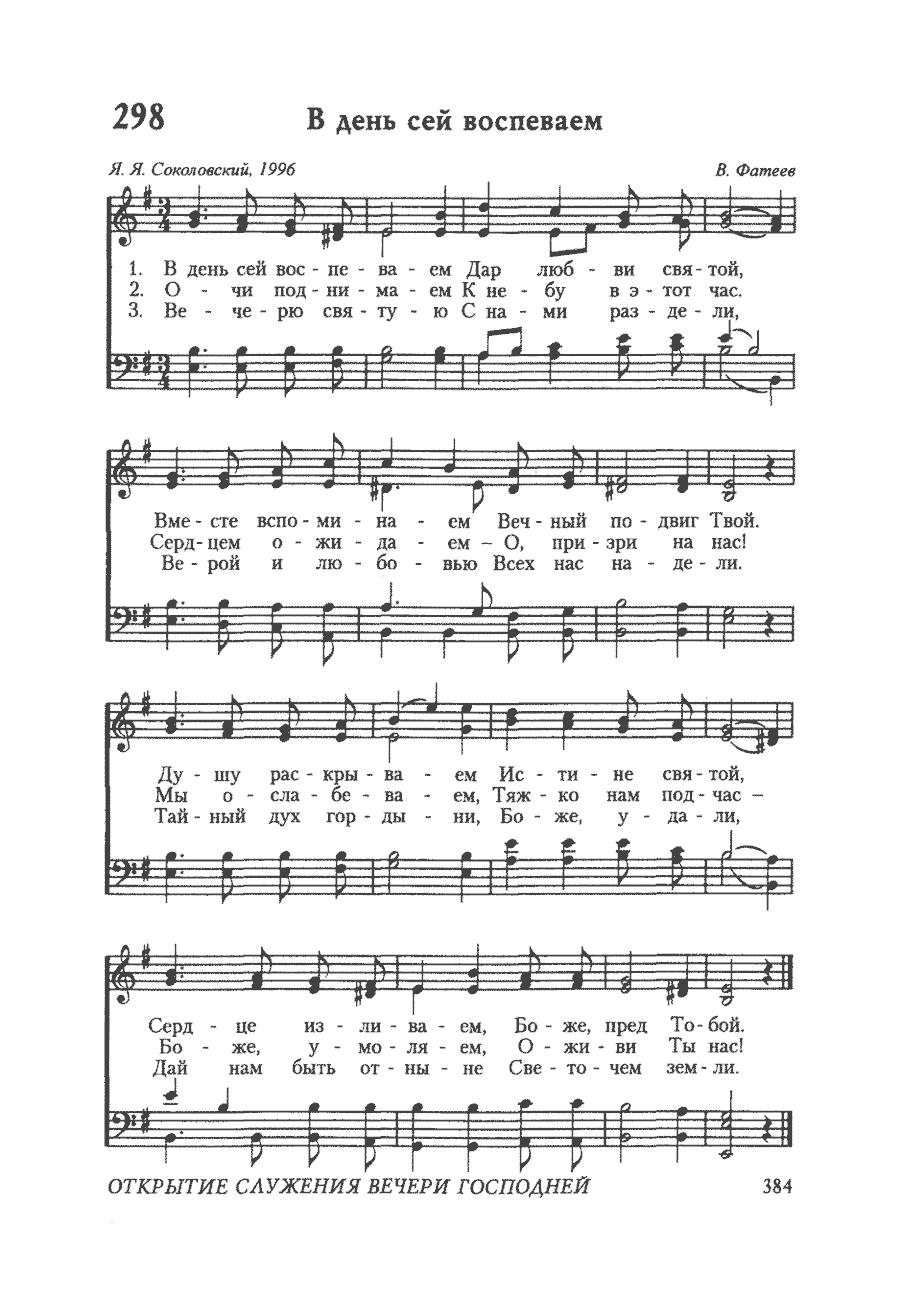 298 В день сей воспеваем
Я. Я. Соколовский, 1996 В. Фатеев
1. В день сей вос - пе - ва - ем Дар люб - ви свя - той,
2. О - чи под - ни - ма - ем К не - бу в э - тот час.
3. Ве - че - рю свя - ту - ю С на - ми раз - де - ли,
Вме - сте вспо - ми - на - ем Веч - ный по - двиг Твой.
Серд - цем о - жи - да - ем – О, при - зри на нас!
Ве - рой и лю - бо - вью Всех нас на - де - ли.
Ду - шу рас - кры - ва - ем Ис - ти - не свя - той,
Мы о - сла - бе - ва - ем, Тяж - ко нам под - час –
Тай - ный дух гор - ды - ни, Бо - же, у - да - ли,
Серд - це из - ли - ва - ем, Бо - же, пред То - бой.
Бо - же, у - мо - ля - ем, О - жи - ви Ты нас!
Дай нам быть от - ны - не Све - то - чем зем - ли.
ОТКРЫТИЕ СЛУЖЕНИЯ ВЕЧЕРИ ГОСПОДНЕЙ 384